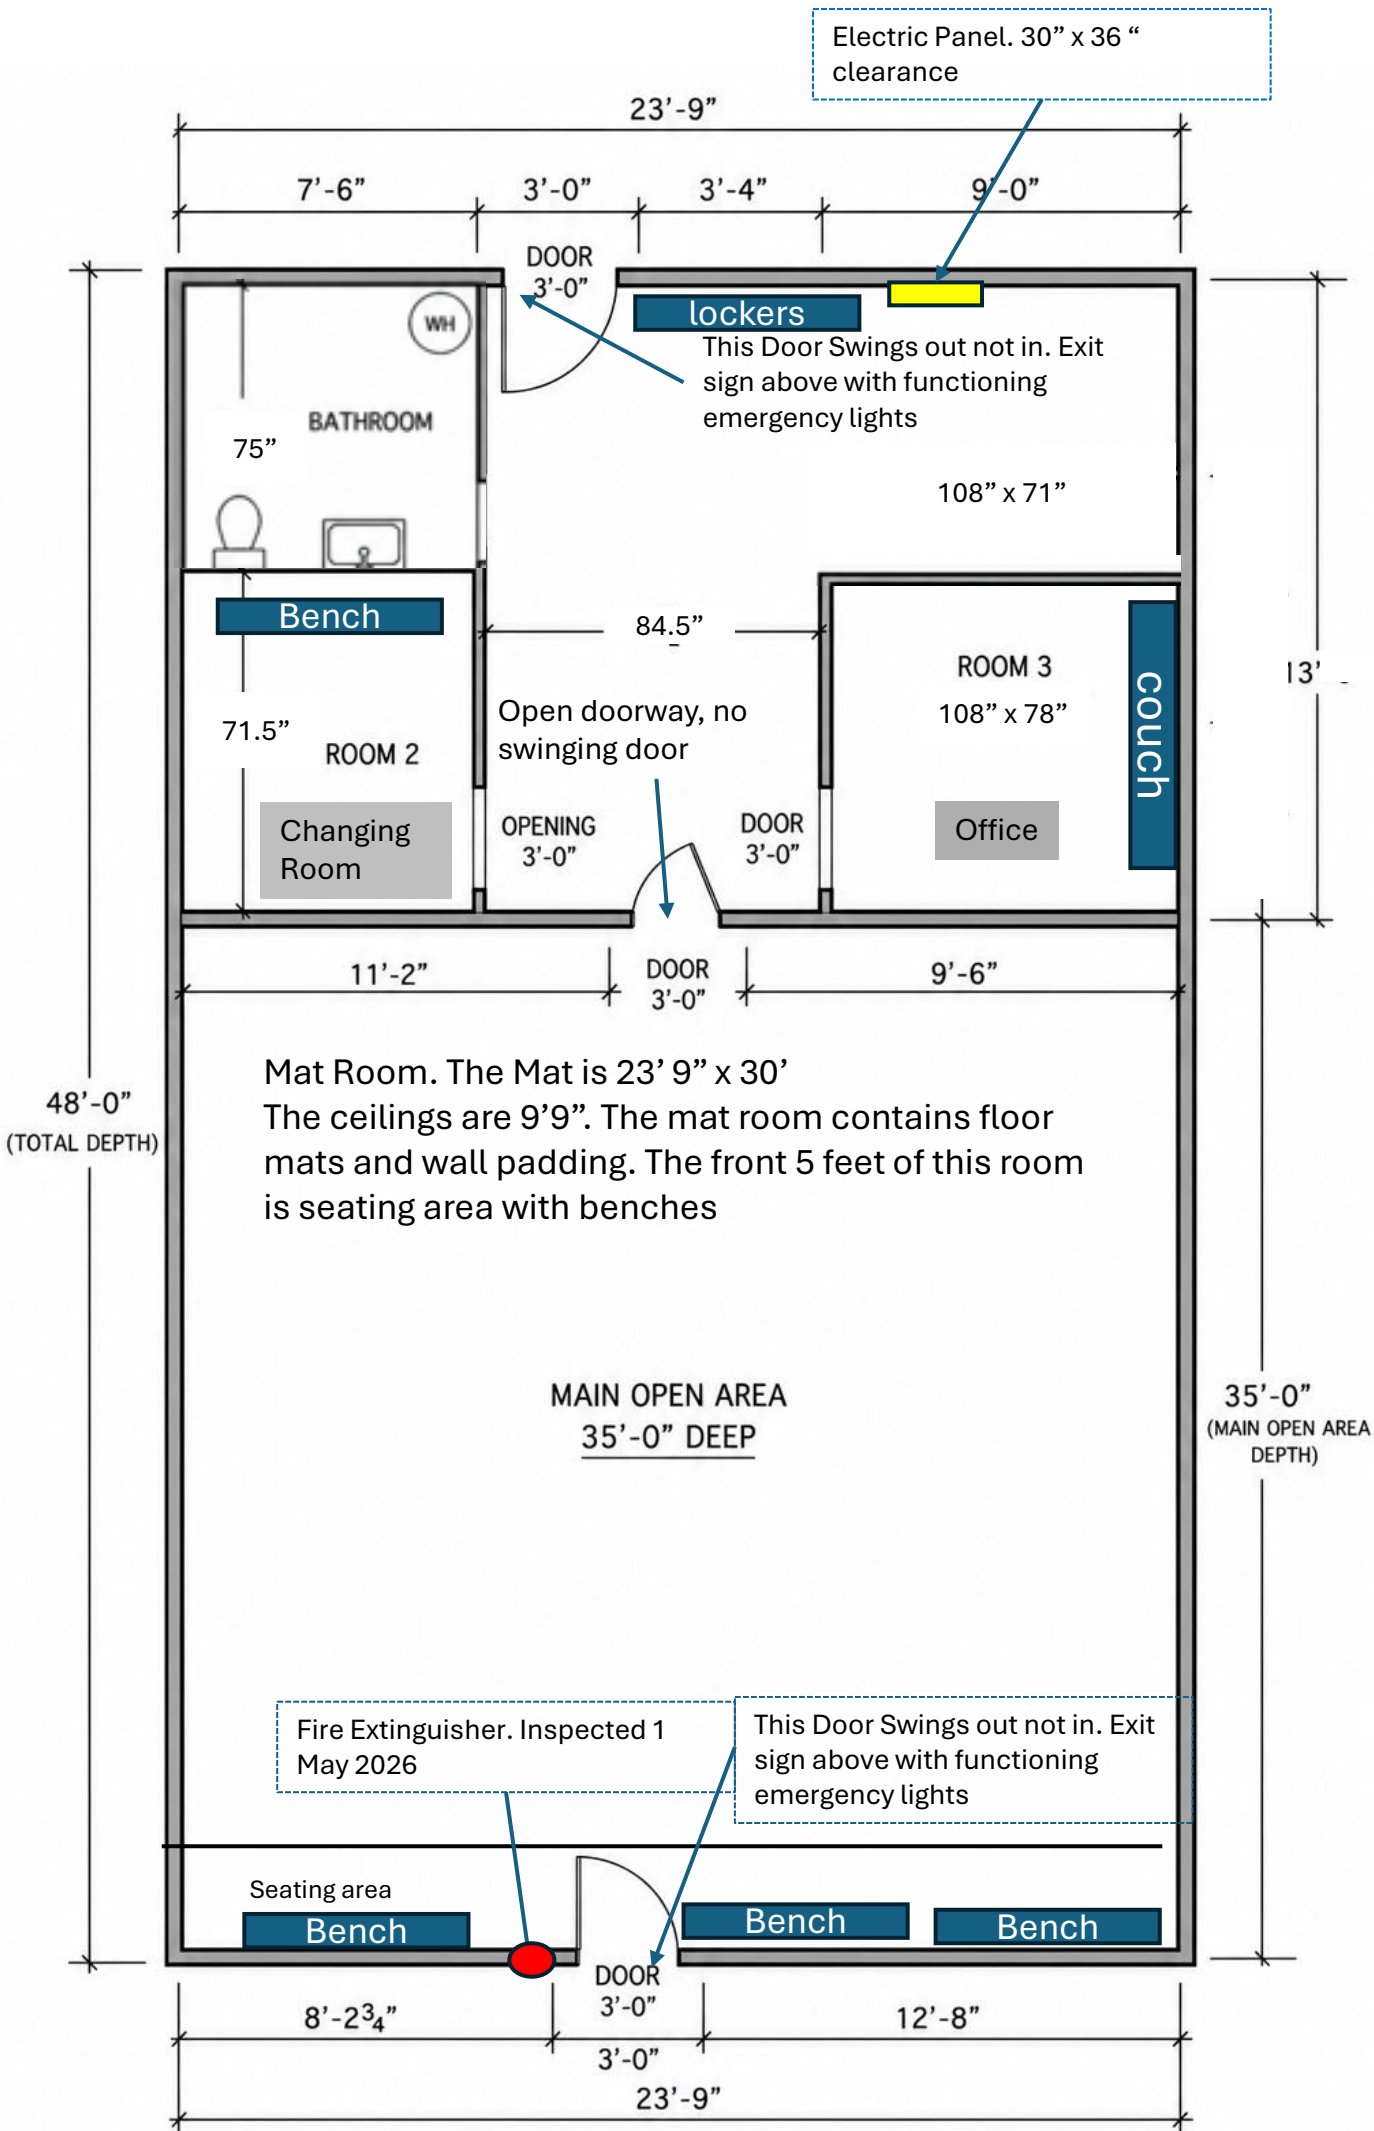 Electric Panel. 30” x 36 “
clearance
23’-9”
7’-6”
3’-0”
3’-4”
9’-0”
DOOR
3’-0”
WH
lockers
This Door Swings out not in. Exit
sign above with functioning
emergency lights
BATHROOM
75”
108” x 71”
Bench
84.5”
ROOM 3
108” x 78”
couch
13’
71.5”
ROOM 2
Open doorway, no
swinging door
Changing
Room
OPENING
3’-0”
DOOR
3’-0”
Office
11’-2”
DOOR
3’-0”
9’-6”
Mat Room. The Mat is 23’ 9” x 30’
The ceilings are 9’9”. The mat room contains floor
mats and wall padding. The front 5 feet of this room
is seating area with benches
48’-0”
(TOTAL DEPTH)
MAIN OPEN AREA
35’-0” DEEP
35’-0”
(MAIN OPEN AREA
DEPTH)
Fire Extinguisher. Inspected 1
May 2026
This Door Swings out not in. Exit
sign above with functioning
emergency lights
Seating area
Bench
Bench
Bench
DOOR
3’-0”
8’-2¾”
3’-0”
12’-8”
23’-9”